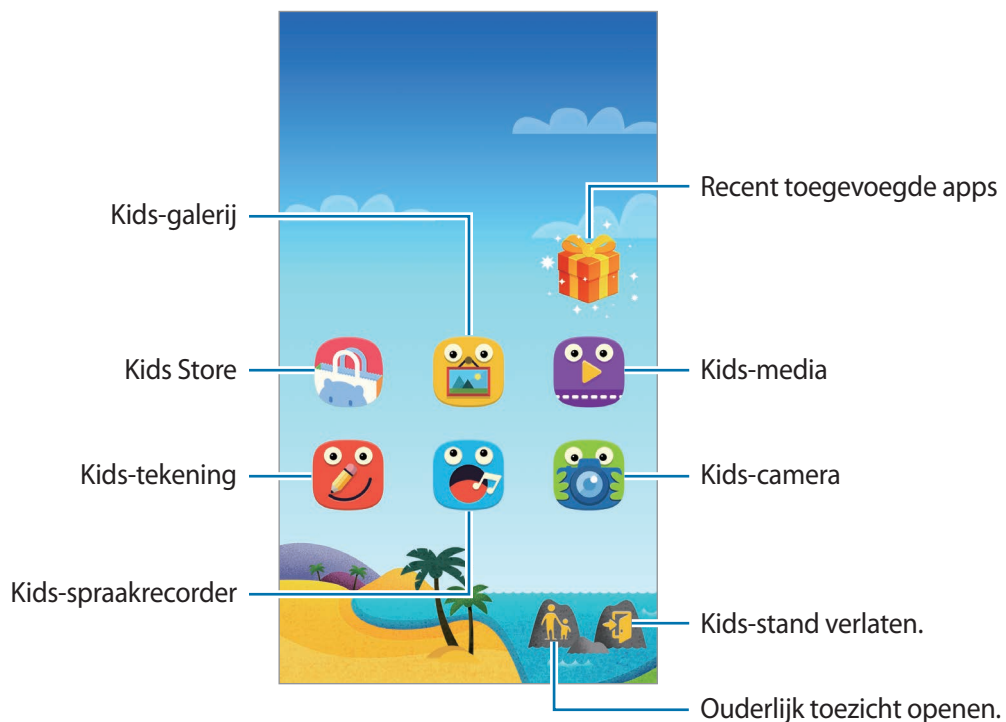 Recent toegevoegde apps
Kids-galerij
Kids Store
Kids-media
Kids-tekening
Kids-camera
Kids-spraakrecorder
Kids-stand verlaten.
Ouderlijk toezicht openen.